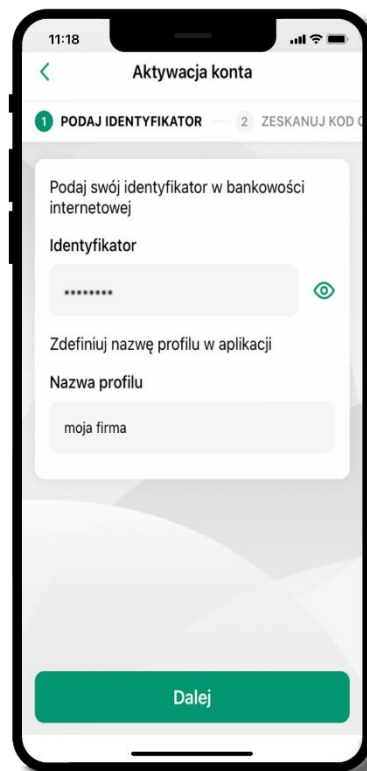 11:18
Aktywacja konta
1 PODAJ IDENTYFIKATOR 2 ZESKANUJ KOD
Podaj swój identyfikator w bankowości
internetowej
Identyfikator
••••••••
Zdefiniuj nazwę profilu w aplikacji
Nazwa profilu
moja firma
Dalej